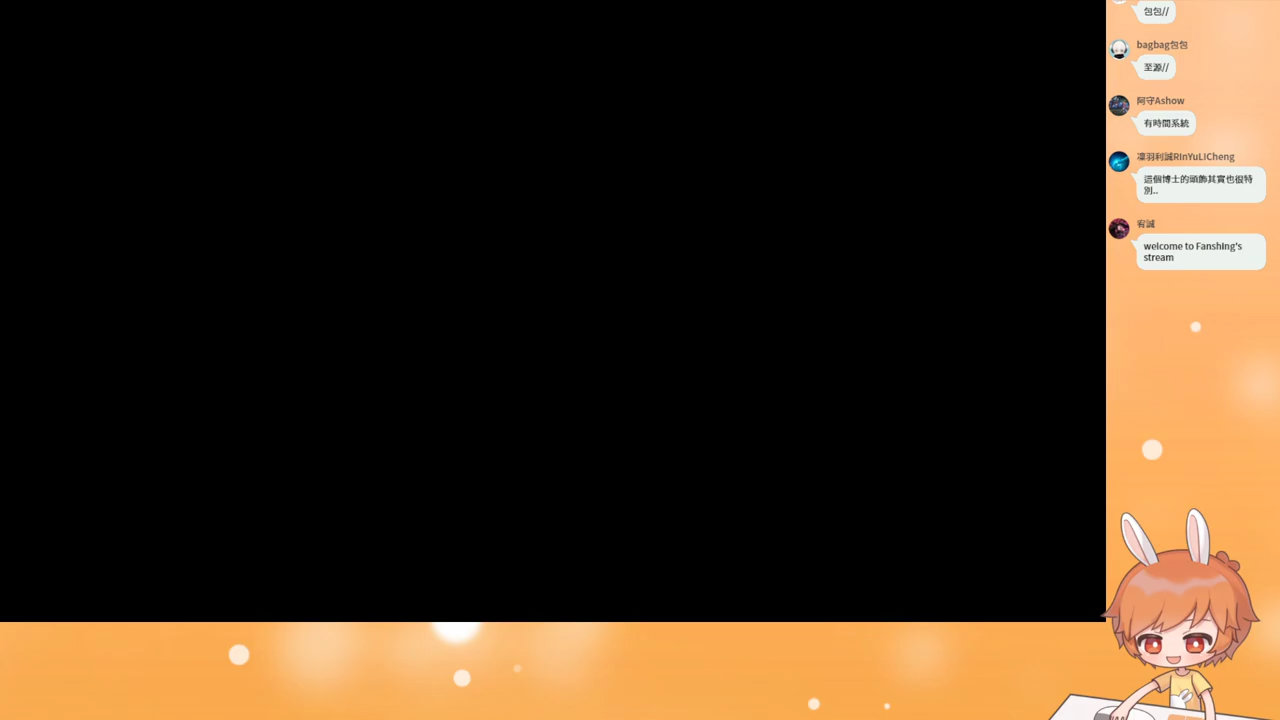 包包//
bagbag包包
至源//
阿守Ashow
有時間系統
凜羽利誠RinYuLiCheng
這個博士的頭飾其實也很特
別..
宥誠
welcome to Fanshing's
stream